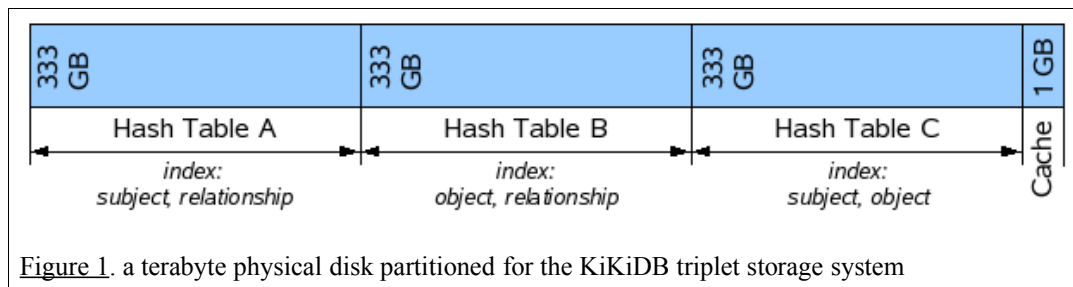 333 GB
333 GB
333 GB
1 GB
Hash Table A
Hash Table B
Hash Table C
Cache
index:
subject, relationship
index:
object, relationship
index:
subject, object
Figure 1. a terabyte physical disk partitioned for the KiKiDB triplet storage system